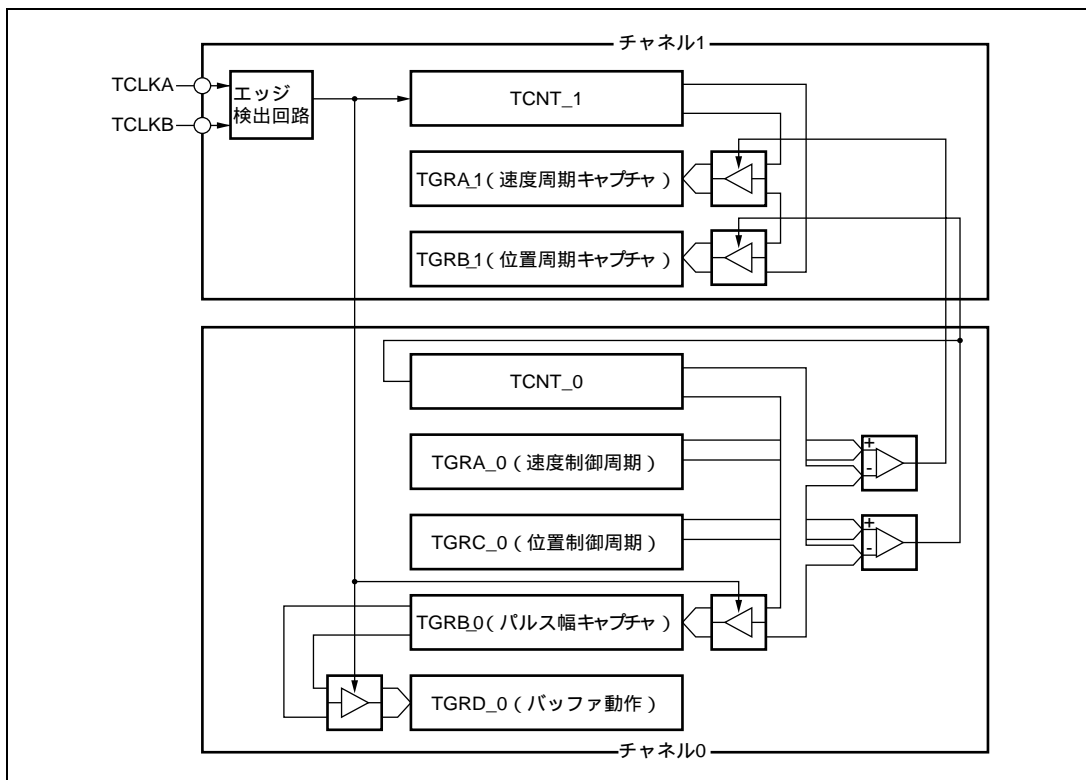 チャネル1
TCLKA
TCLKB
エッジ
検出回路
TCNT_1
TGRA_1（速度周期キャプチャ）
TGRB_1（位置周期キャプチャ）
TCNT_0
TGRA_0（速度制御周期）
+
-
TGRC_0（位置制御周期）
+
-
TGRB_0（パルス幅キャプチャ）
TGRD_0（バッファ動作）
チャネル0